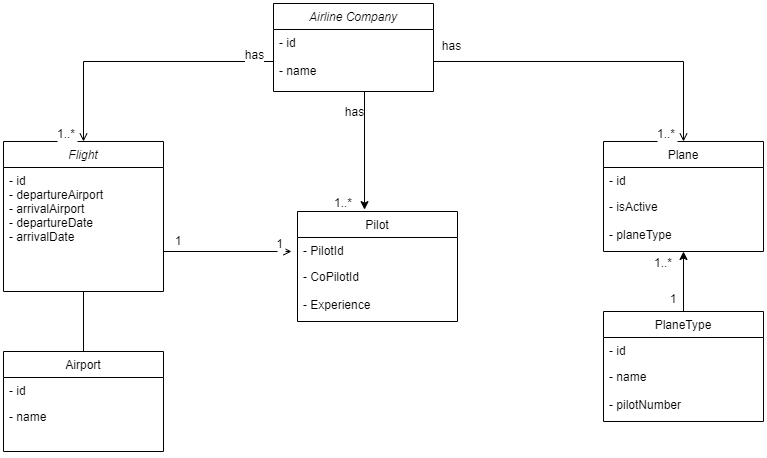 Airline Company
- id
- name
has
has
has
1..*
1..*
1..*
Flight
- id
- departureAirport
- arrivalAirport
- departureDate
- arrivalDate
1
1
Pilot
- PilotId
- CoPilotId
- Experience
Plane
- id
- isActive
- planeType
1..*
1
PlaneType
- id
- name
- pilotNumber
Airport
- id
- name